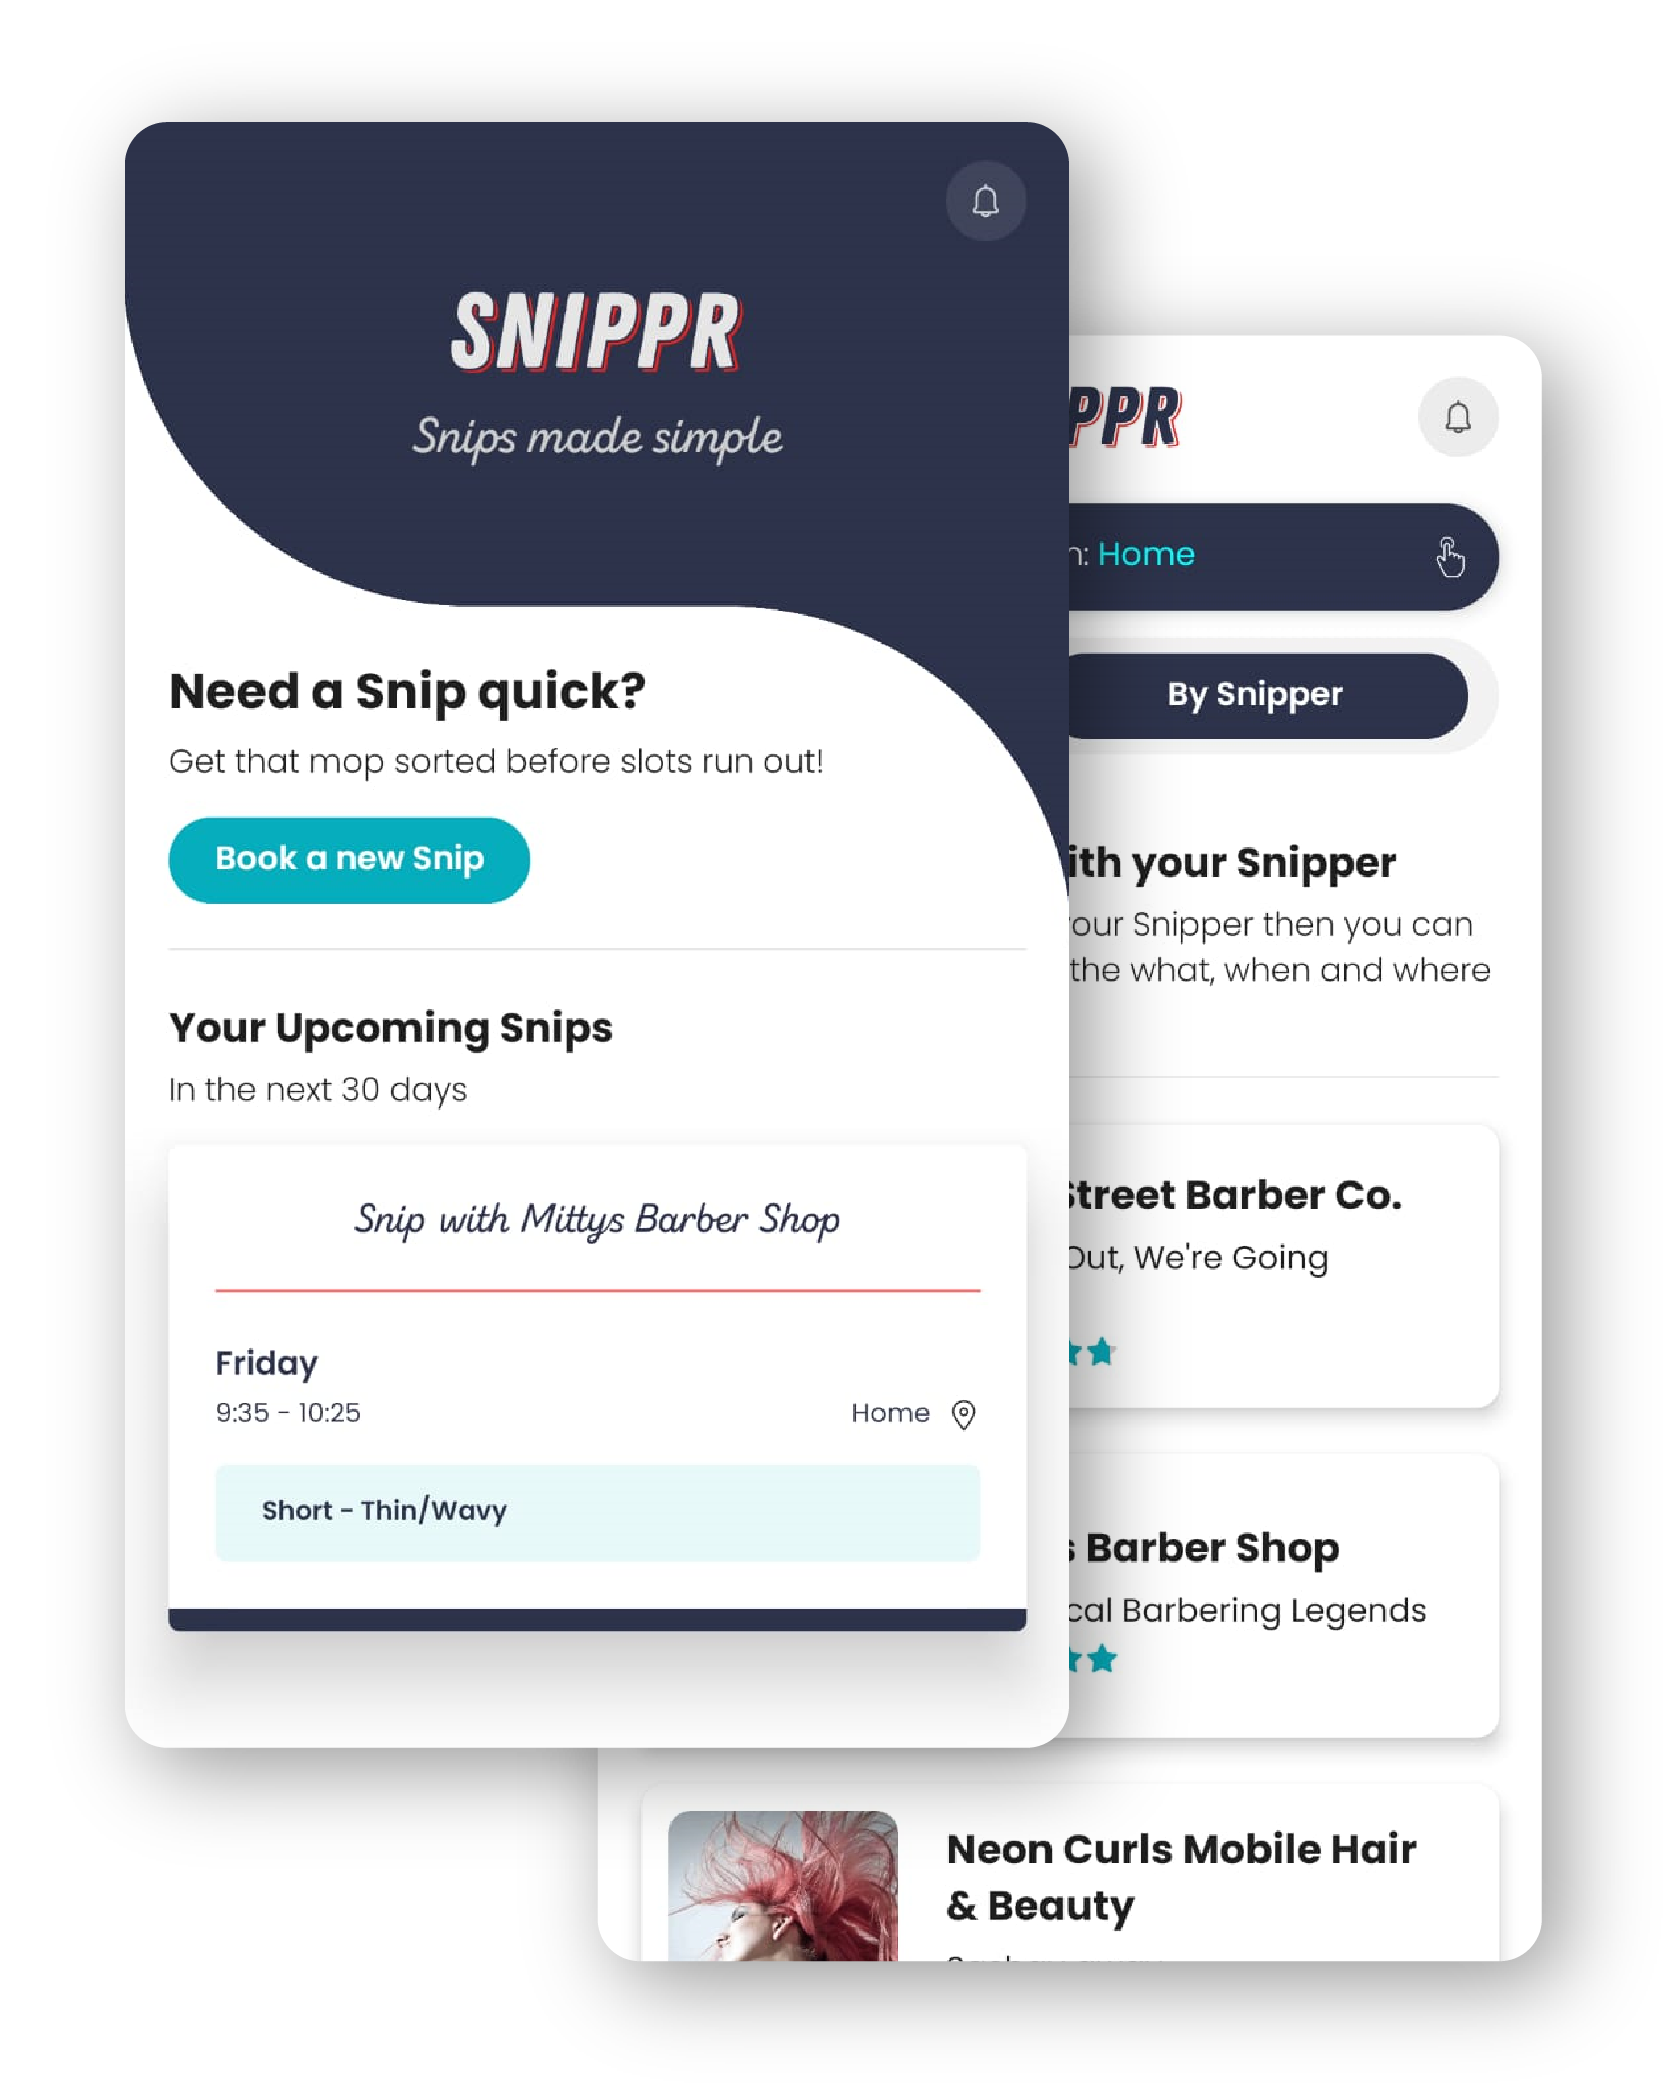 SNIPPR
Snips made simple
Need a Snip quick?
Get that mop sorted before slots run out!
Book a new Snip
Your Upcoming Snips
In the next 30 days
Snip with Mittys Barber Shop
Friday
9:35 - 10:25
Home
Short - Thin/Wavy
PPR
: Home
By Snipper
ith your Snipper
our Snipper then you can
the what, when and where
Street Barber Co.
Out, We're Going
s Barber Shop
cal Barbering Legends
Neon Curls Mobile Hair
& Beauty